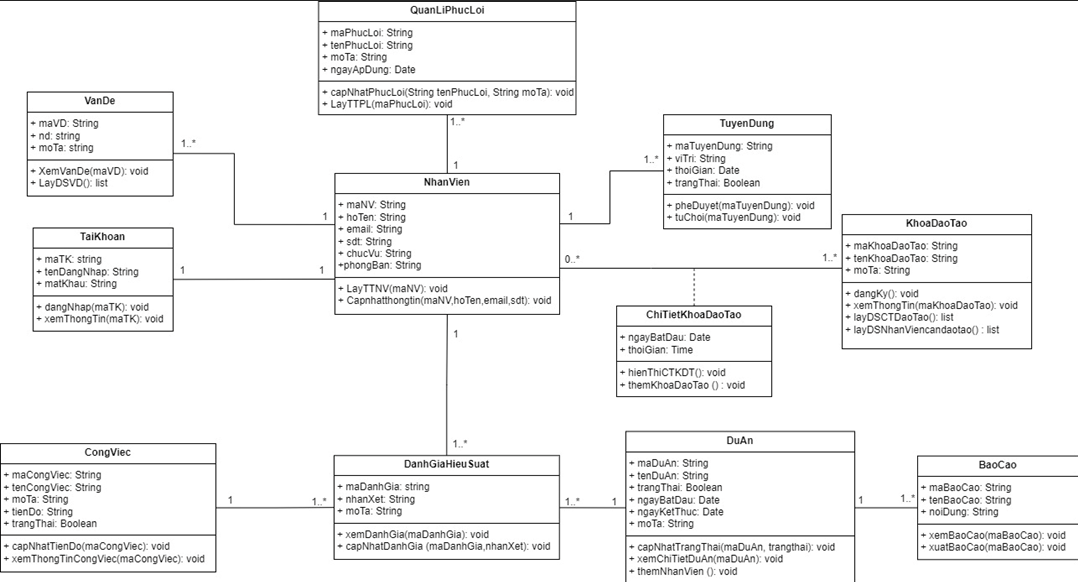 QuanLiPhucLoi
+ maPhucLoi: String
+ tenPhucLoi: String
+ moTa: String
+ ngayApDung: Date
+ capNhatPhucLoi(String tenPhucLoi, String moTa): void
+ LayTTPL(maPhucLoi): void
1..*
1
VanDe
+ maVD: String
+ nd: string
+ moTa: string
+ XemVanDe(maVD): void
+ LayDSVD(): list
1..*
1
TuyenDung
+ maTuyenDung: String
+ viTri: String
+ thoiGian: Date
+ trangThai: Boolean
+ pheDuyet(maTuyenDung): void
+ tuChoi(maTuyenDung): void
1..*
1
NhanVien
+ maNV: String
+ hoTen: String
+ email: String
+ sdt: String
+ chucVu: String
+phongBan: String
+ LayTTNV(maNV): void
+ Capnhatthongtin(maNV,hoTen,email,sdt): void
TaiKhoan
+ maTK: String
+ tenDangNhap: String
+ matKhau: String
+ dangNhap(maTK): void
+ xemThongTin(maTK): void
1
1
0..*
1..*
KhoaDaoTao
+ maKhoaDaoTao: String
+ tenKhoaDaoTao: String
+ moTa: String
+ dangKy(): void
+ xemThongTin(maKhoaDaoTao): void
+ layDSCTDaoTao(): list
+ layDSNhanViencandaotao() : list
ChiTietKhoaDaoTao
+ ngayBatDau: Date
+ thoiGian: Time
+ hienThiCTKDT(): void
+ themKhoaDaoTao () : void
1
1..*
CongViec
+ maCongViec: String
+ tenCongViec: String
+ moTa: String
+ tienDo: String
+ trangThai: Boolean
+ capNhatTienDo(maCongViec): void
+ xemThongTinCongViec(maCongViec): void
1
1..*
DanhGiaHieuSuat
+ maDanhGia: string
+ nhanXet: String
+ moTa: String
+ xemDanhGia(maDanhGia): void
+ capNhatDanhGia (maDanhGia,nhanXet): void
1..*
1
DuAn
+ maDuAn: String
+ tenDuAn: String
+ trangThai: Boolean
+ ngayBatDau: Date
+ ngayKetThuc: Date
+ moTa: String
+ capNhatTrangThai(maDuAn, trangthai): void
+ xemChiTietDuAn(maDuAn): void
+ themNhanVien (): void
1
1..*
BaoCao
+ maBaoCao: String
+ tenBaoCao: String
+ noiDung: String
+ xemBaoCao(maBaoCao): void
+ xuatBaoCao(maBaoCao): void